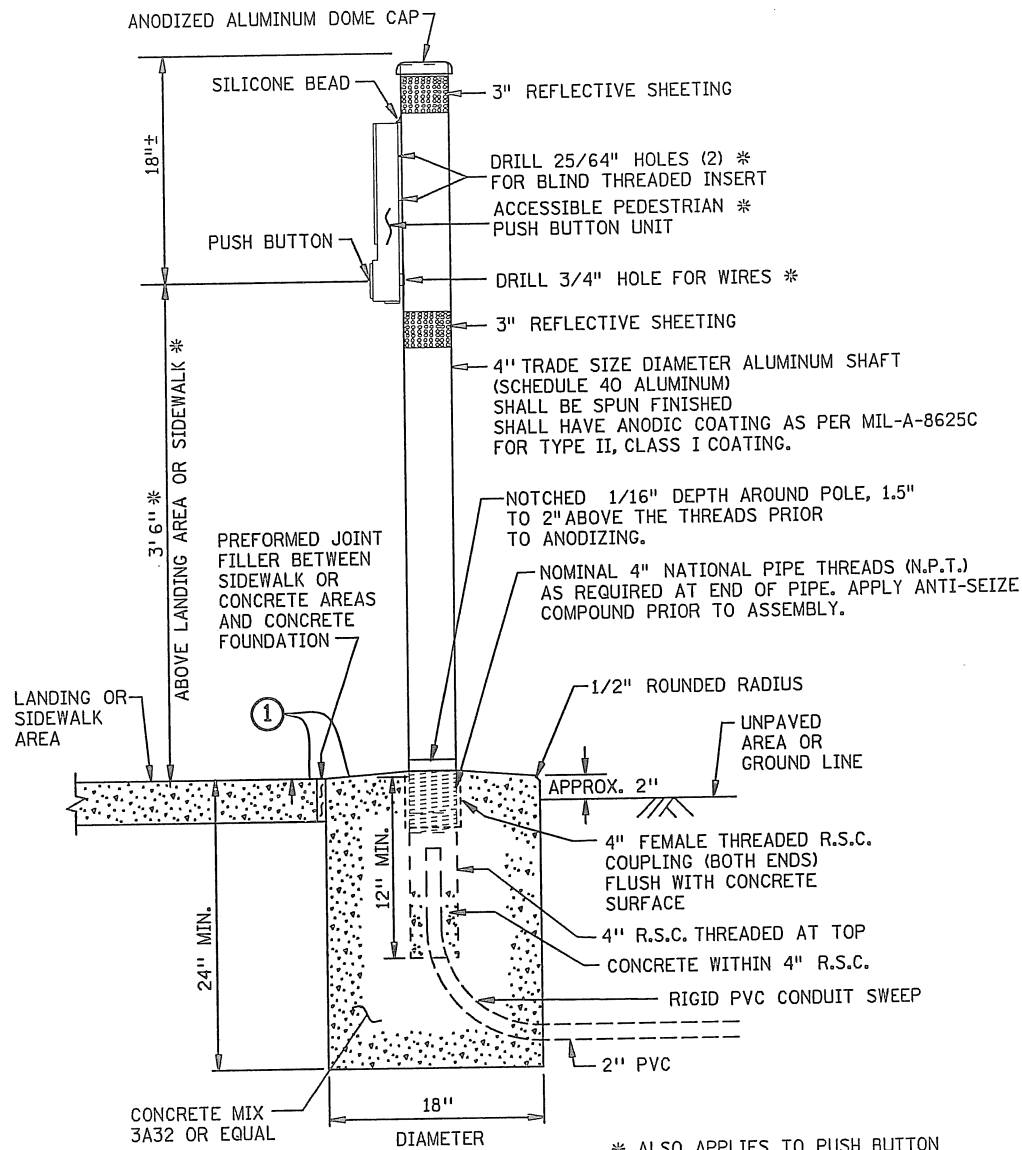 ANODIZED ALUMINUM DOME CAP
SILICONE BEAD
3" REFLECTIVE SHEETING
18"±
DRILL 25/64" HOLES (2) *
FOR BLIND THREADED INSERT
ACCESSIBLE PEDESTRIAN *
PUSH BUTTON UNIT
PUSH BUTTON
DRILL 3/4" HOLE FOR WIRES *
3" REFLECTIVE SHEETING
4" TRADE SIZE DIAMETER ALUMINUM SHAFT
(SCHEDULE 40 ALUMINUM)
SHALL BE SPUN FINISHED
SHALL HAVE ANODIC COATING AS PER MIL-A-8625C
FOR TYPE II, CLASS I COATING.
3' 6" *
ABOVE LANDING AREA OR SIDEWALK *
NOTCHED 1/16" DEPTH AROUND POLE, 1.5"
TO 2" ABOVE THE THREADS PRIOR
TO ANODIZING.
PREFORMED JOINT
FILLER BETWEEN
SIDEWALK OR
CONCRETE AREAS
AND CONCRETE
FOUNDATION
NOMINAL 4" NATIONAL PIPE THREADS (N.P.T.)
AS REQUIRED AT END OF PIPE. APPLY ANTI-SEIZE
COMPOUND PRIOR TO ASSEMBLY.
LANDING OR
SIDEWALK
AREA
1
1/2" ROUNDED RADIUS
UNPAVED
AREA OR
GROUND LINE
APPROX. 2"
4" FEMALE THREADED R.S.C.
COUPLING (BOTH ENDS)
FLUSH WITH CONCRETE
SURFACE
12" MIN.
24" MIN.
4" R.S.C. THREADED AT TOP
CONCRETE WITHIN 4" R.S.C.
RIGID PVC CONDUIT SWEEP
2" PVC
CONCRETE MIX
3A32 OR EQUAL
18"
DIAMETER
* ALSO APPLIES TO PUSH BUTTON